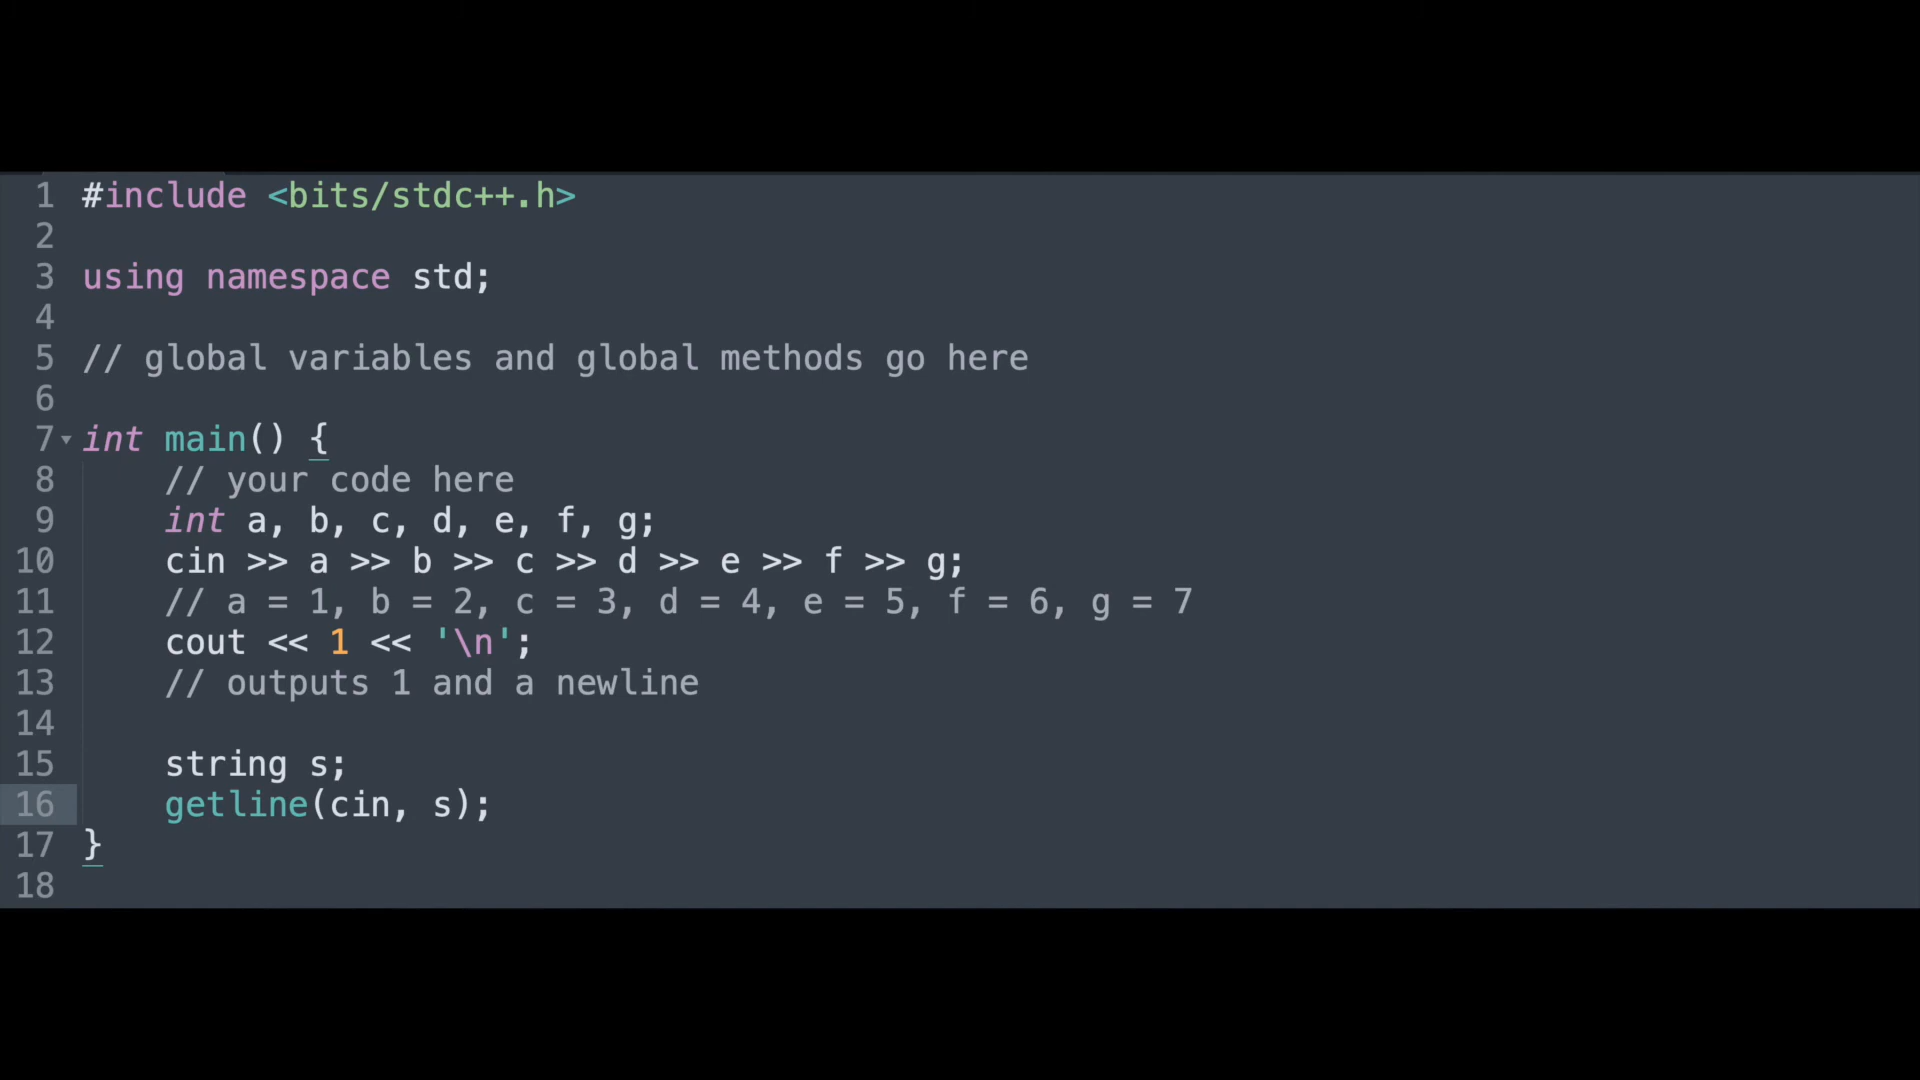 1 #include <bits/stdc++.h>
2
3 using namespace std;
4
5 // global variables and global methods go here
6
7 int main() {
8     // your code here
9     int a, b, c, d, e, f, g;
10     cin >> a >> b >> c >> d >> e >> f >> g;
11     // a = 1, b = 2, c = 3, d = 4, e = 5, f = 6, g = 7
12     cout << 1 << '\n';
13     // outputs 1 and a newline
14
15     string s;
16     getline(cin, s);
17 }
18